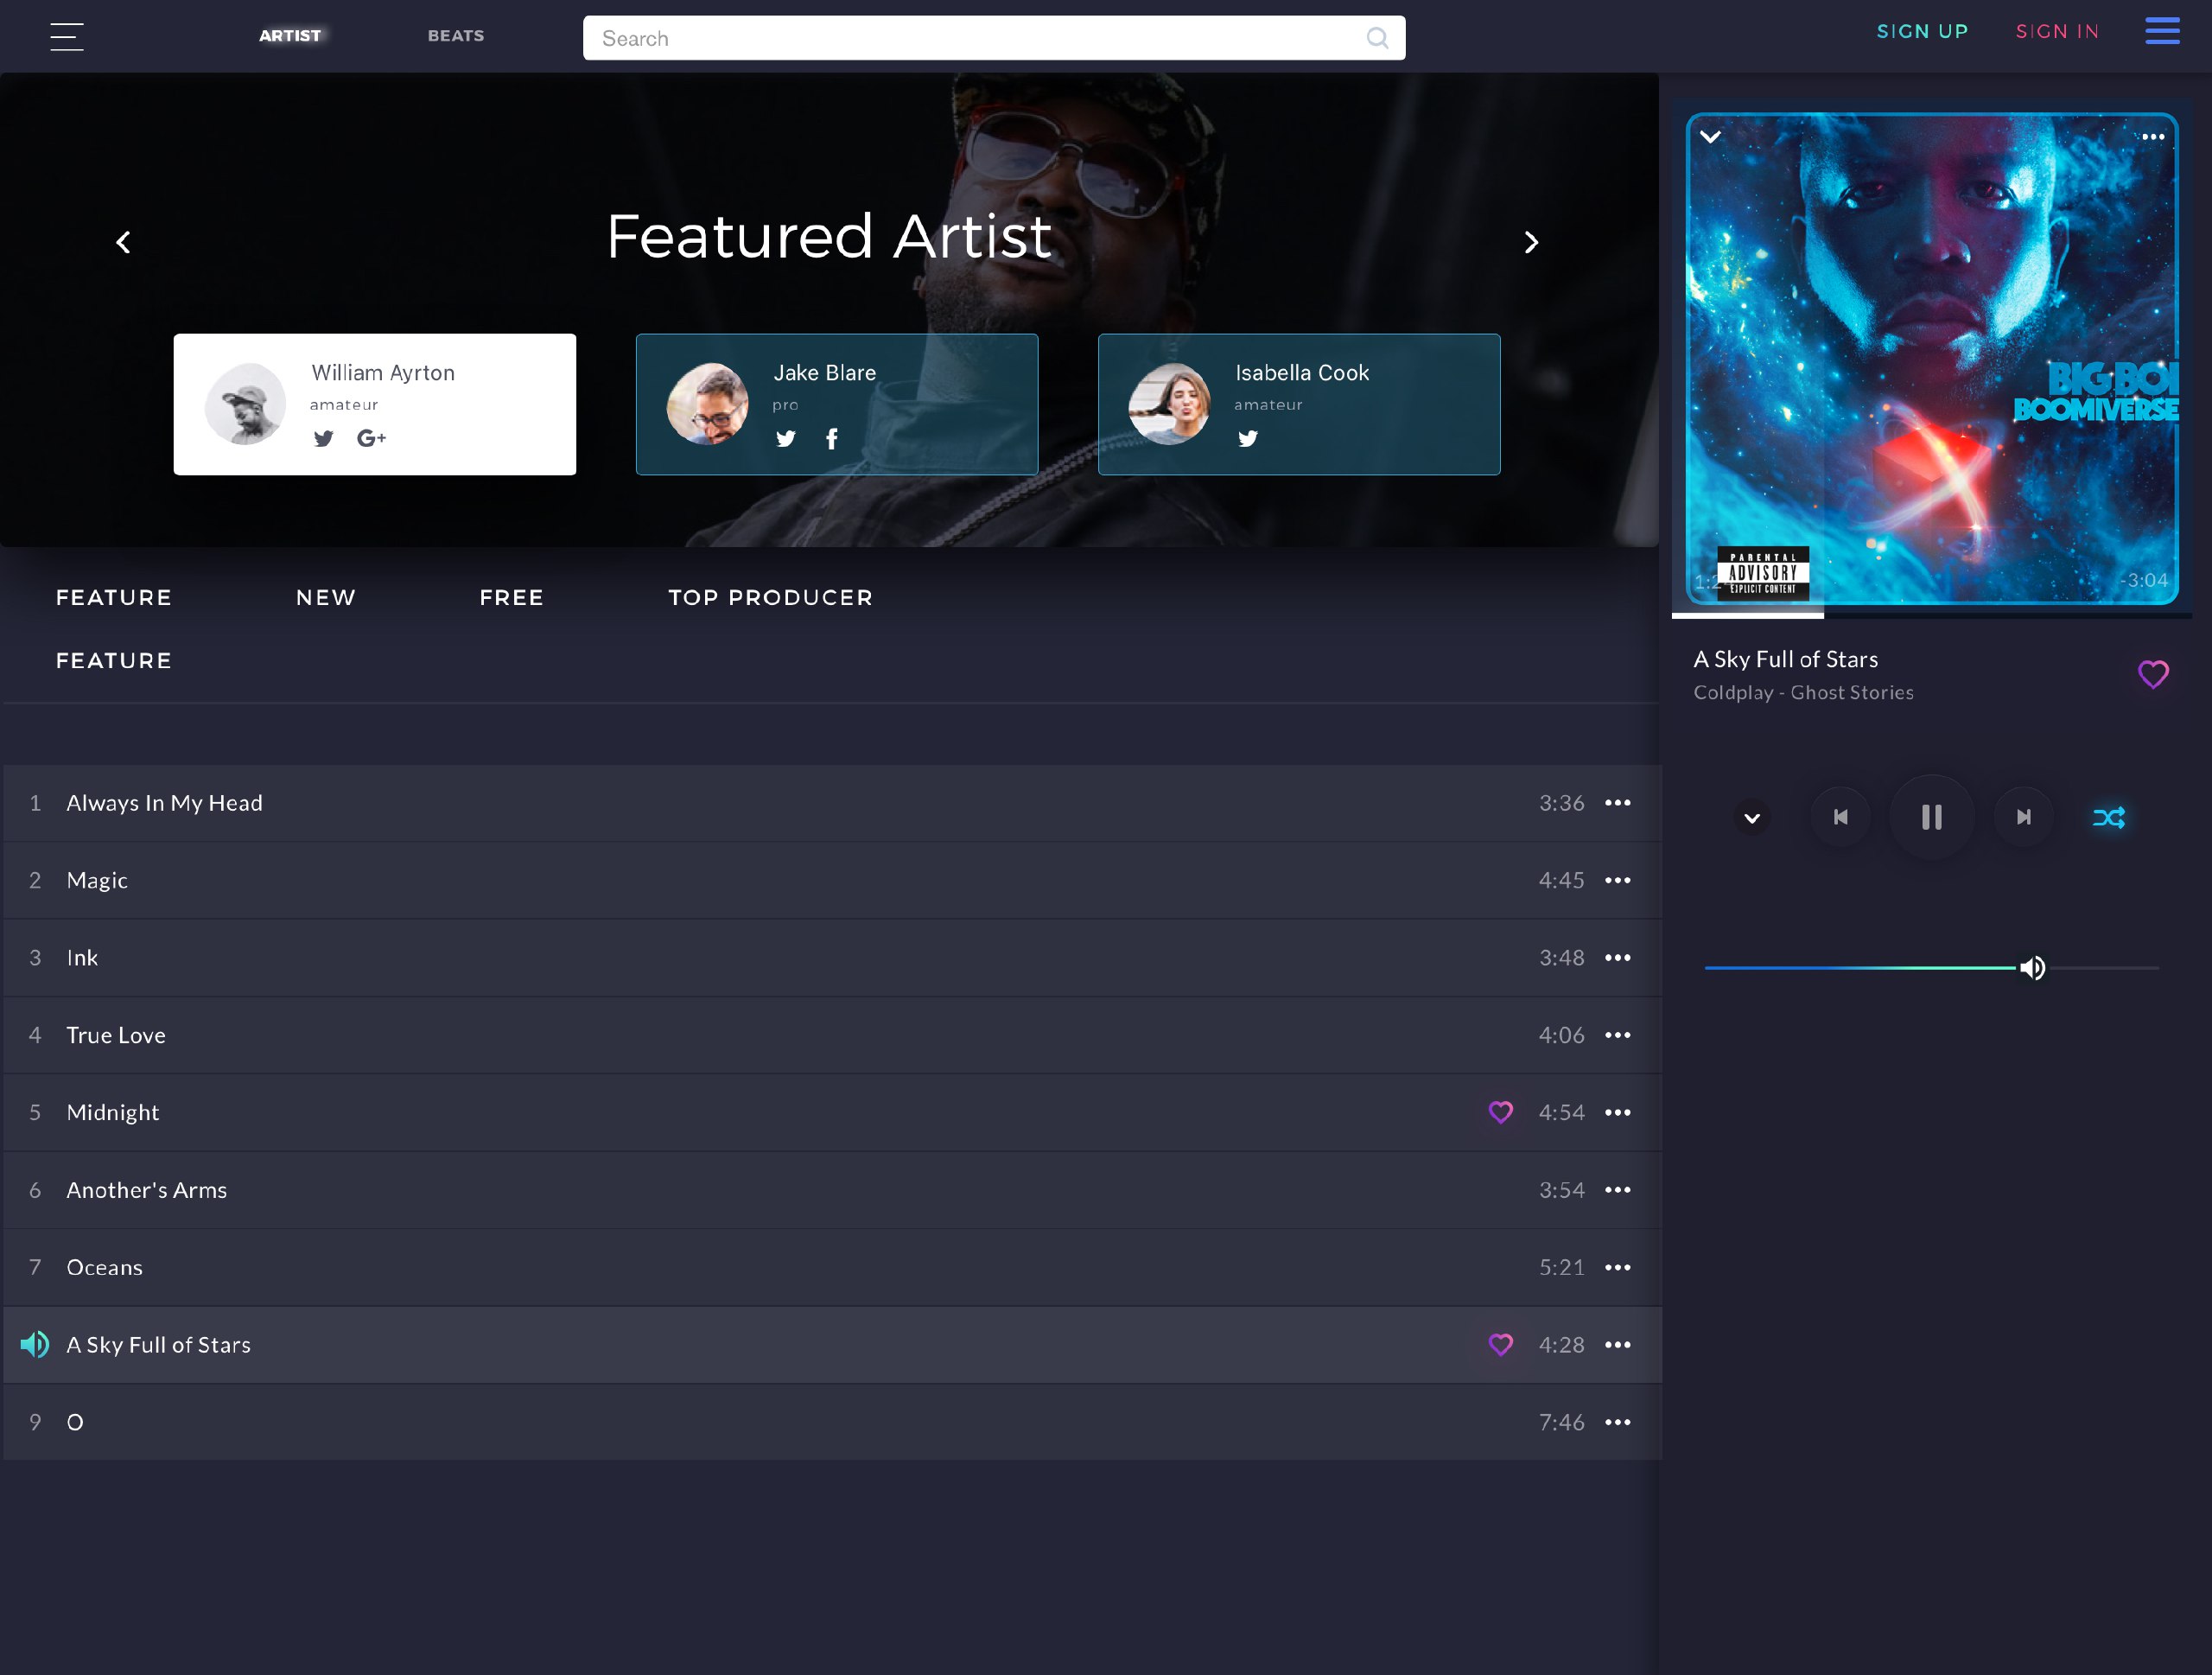 ARTIST BEATS Search SIGN UP SIGN IN
Featured Artist
William Ayrton
amateur
G+
Jake Blare
pro
Isabella Cook
amateur
FEATURE NEW FREE TOP PRODUCER
FEATURE
1 Always In My Head 3:36
2 Magic 4:45
3 Ink 3:48
4 True Love 4:06
5 Midnight 4:54
6 Another's Arms 3:54
7 Oceans 5:21
A Sky Full of Stars 4:28
9 O 7:46
BIG BOI
BOOMIVERSE
PARENTAL
ADVISORY
EXPLICIT CONTENT
-3:04
A Sky Full of Stars
Coldplay - Ghost Stories